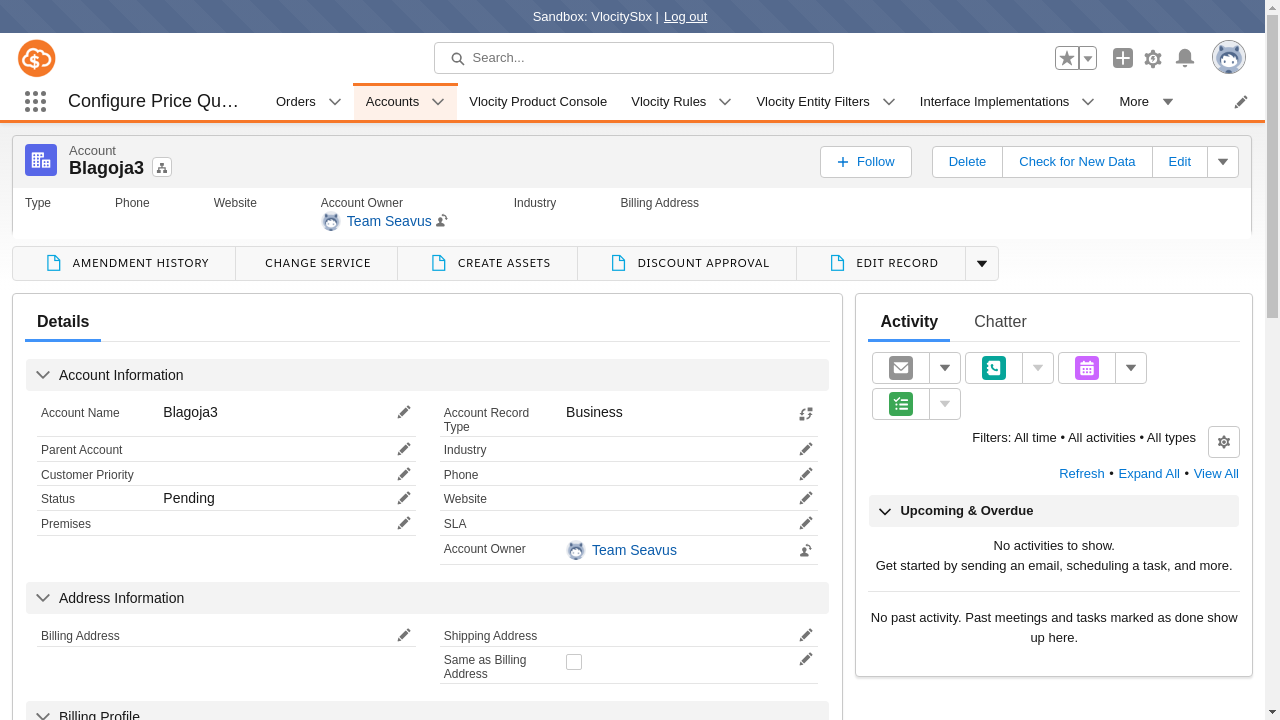 Sandbox: VlocitySbx | Log out
Search...
Configure Price Qu…
Orders
Accounts
Vlocity Product Console
Vlocity Rules
Vlocity Entity Filters
Interface Implementations
More
Account
Blagoja3
Follow
Delete
Check for New Data
Edit
Type
Phone
Website
Account Owner
Industry
Billing Address
Team Seavus
AMENDMENT HISTORY
CHANGE SERVICE
CREATE ASSETS
DISCOUNT APPROVAL
EDIT RECORD
Details
Account Information
Account Name
Blagoja3
Account Record
Type
Business
Parent Account
Industry
Customer Priority
Phone
Status
Pending
Website
Premises
SLA
Account Owner
Team Seavus
Address Information
Billing Address
Shipping Address
Same as Billing
Address
Billing Profile
Activity
Chatter
Filters: All time • All activities • All types
Refresh • Expand All • View All
Upcoming & Overdue
No activities to show.
Get started by sending an email, scheduling a task, and more.
No past activity. Past meetings and tasks marked as done show
up here.